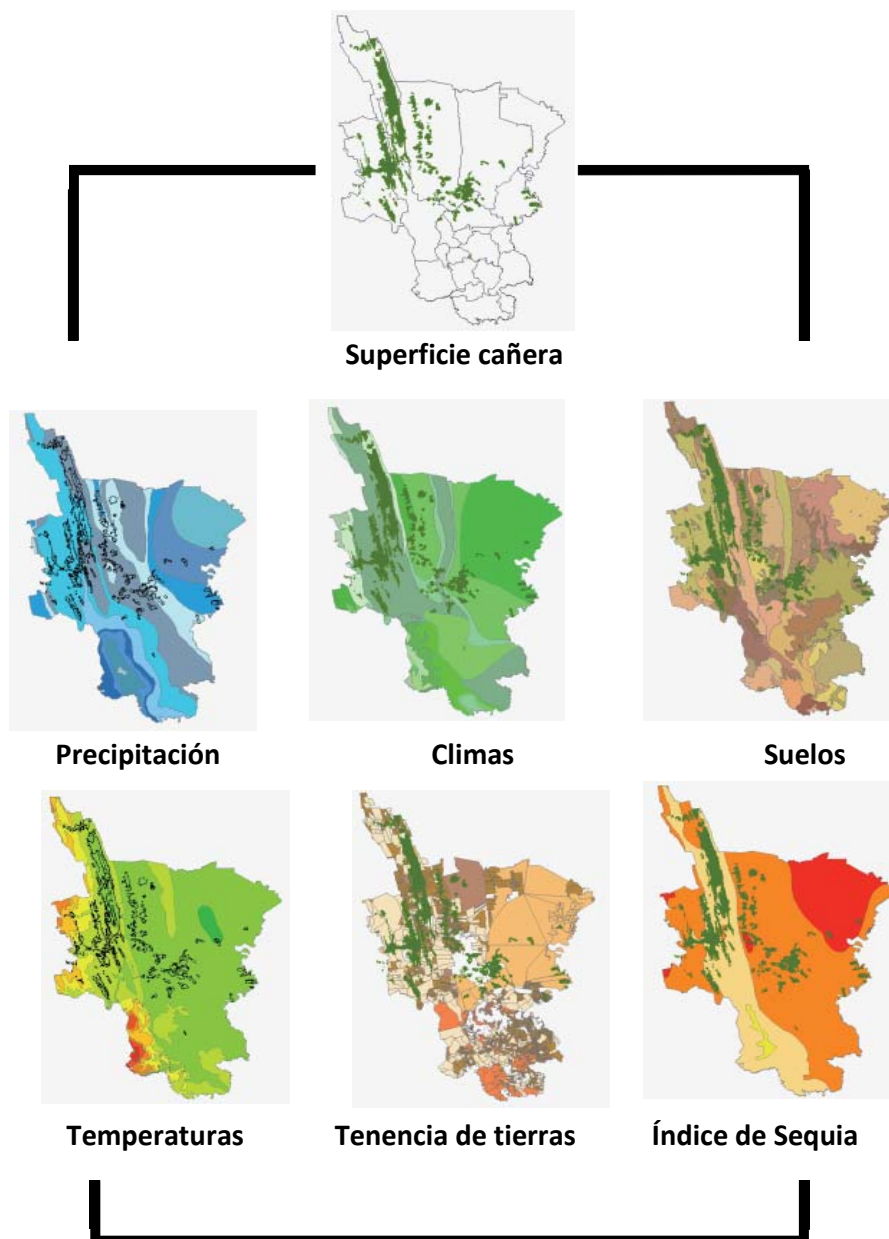 Superficie cañera
Precipitación Climas Suelos
Temperaturas Tenencia de tierras Índice de Sequia